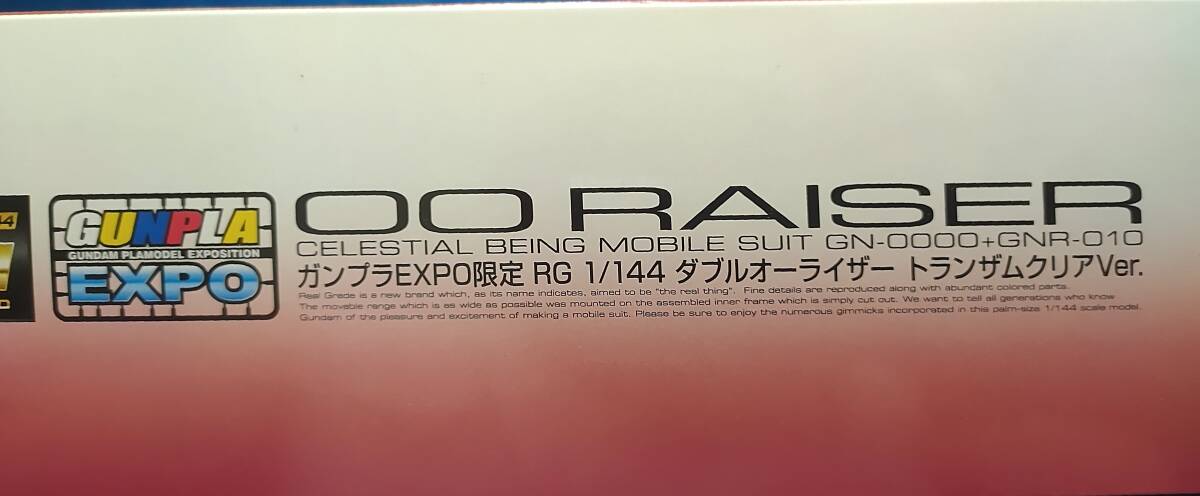 44
GUNPLA
GUNDAM PLAMODEL EXPOSITION
EXPO
OO RAISER
CELESTIAL BEING MOBILE SUIT GN-0000+GNR-010
ガンプラEXPO限定 RG 1/144 ダブルオーライザー トランザムクリアVer.
Real Grade is a new brand which, as its name indicates, aimed to be "the real thing". Fine details are reproduced along with abundant colored parts.
The movable range which is as wide as possible was mounted on the assembled inner frame which is simply cut out. We want to tell all generations who know
Gundam of the pleasure and excitement of making a mobile suit. Please be sure to enjoy the numerous gimmicks incorporated in this palm-size 1/144 scale model.